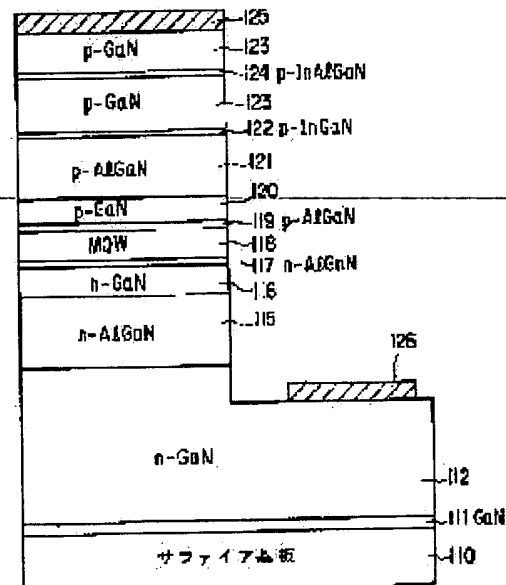 125
p-GaN
123
124 p-InAlGaN
p-GaN
123
122 p-InGaN
p-AlGaN
121
120
p-GaN
119 p-AlGaN
MQW
118
117 n-AlGaN
n-GaN
116
115
n-AlGaN
126
n-GaN
112
111 GaN
サファイア基板
110